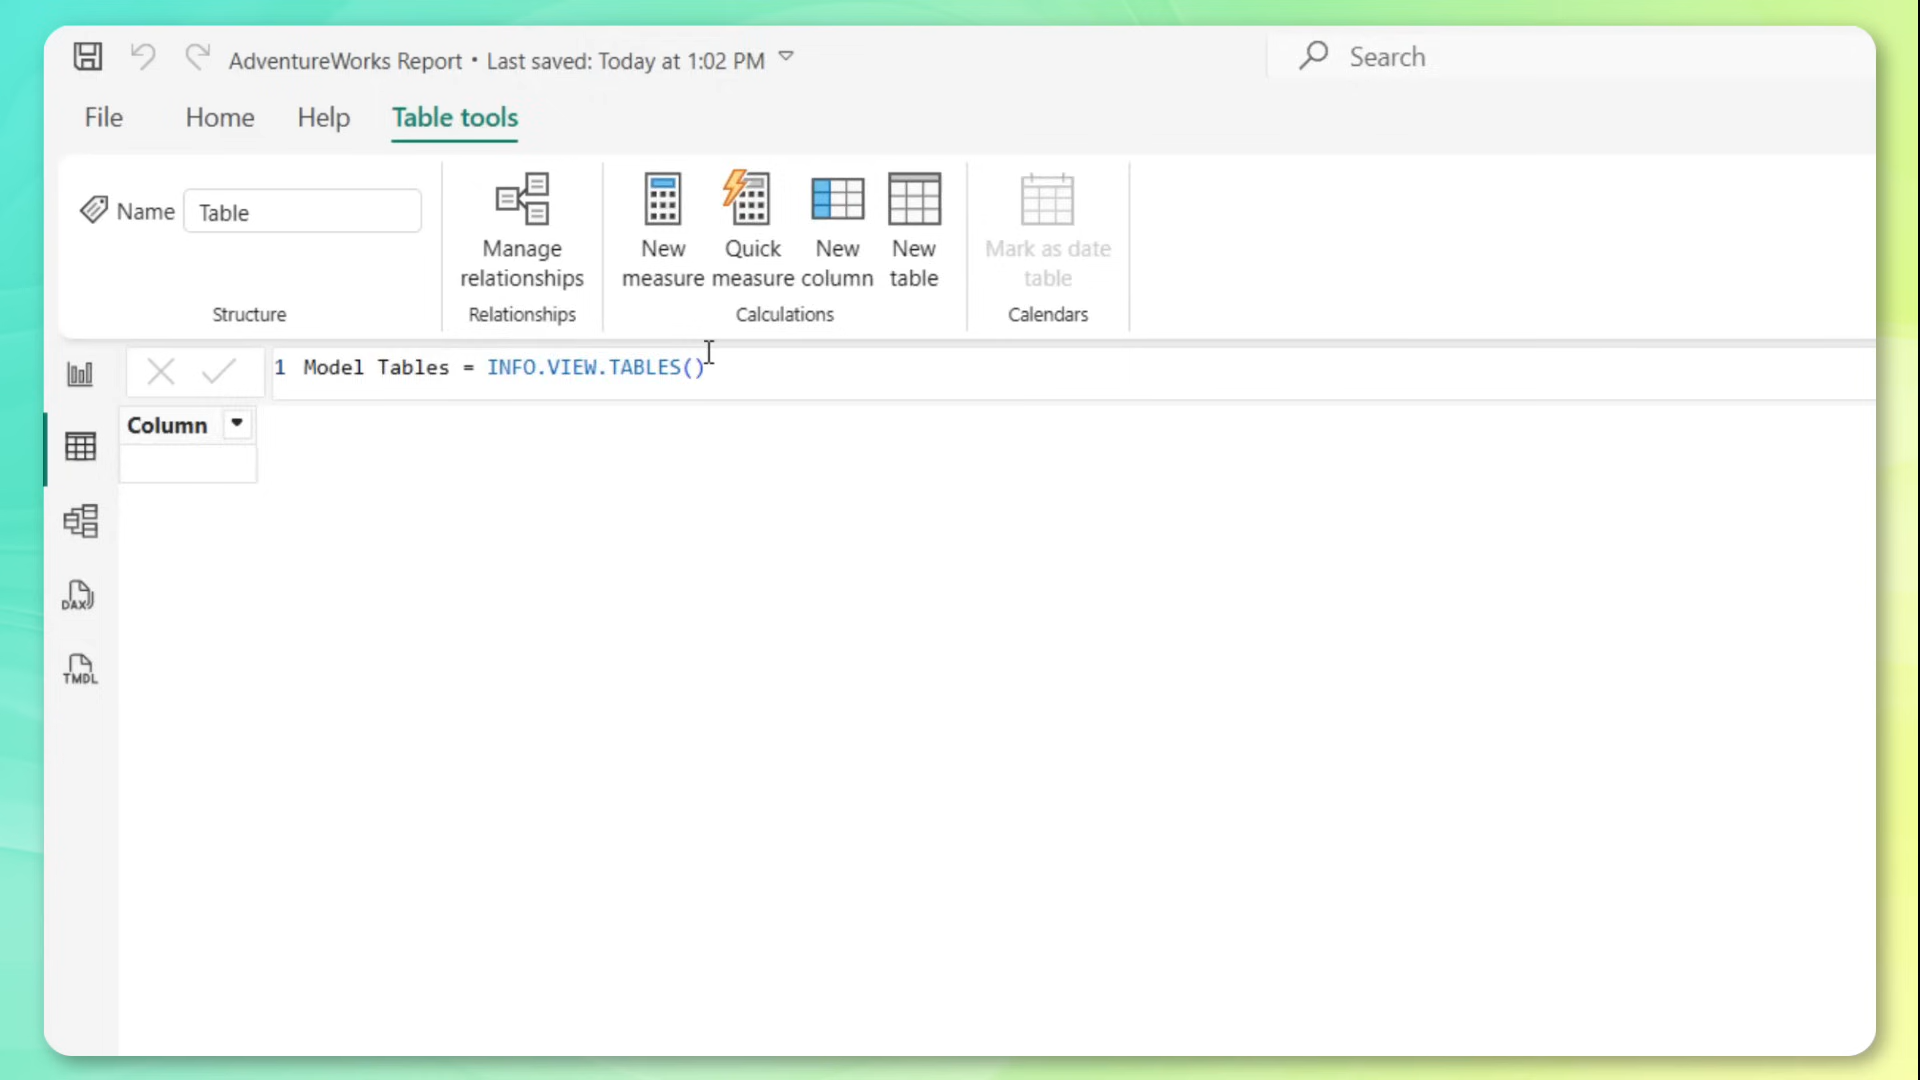 AdventureWorks Report • Last saved: Today at 1:02 PM
Search
File Home Help Table tools
Name Table
Structure
Manage relationships
Relationships
New measure
Quick measure
New column
New table
Calculations
Mark as date table
Calendars
1 Model Tables = INFO.VIEW.TABLES()
Column
DAX
TMDL